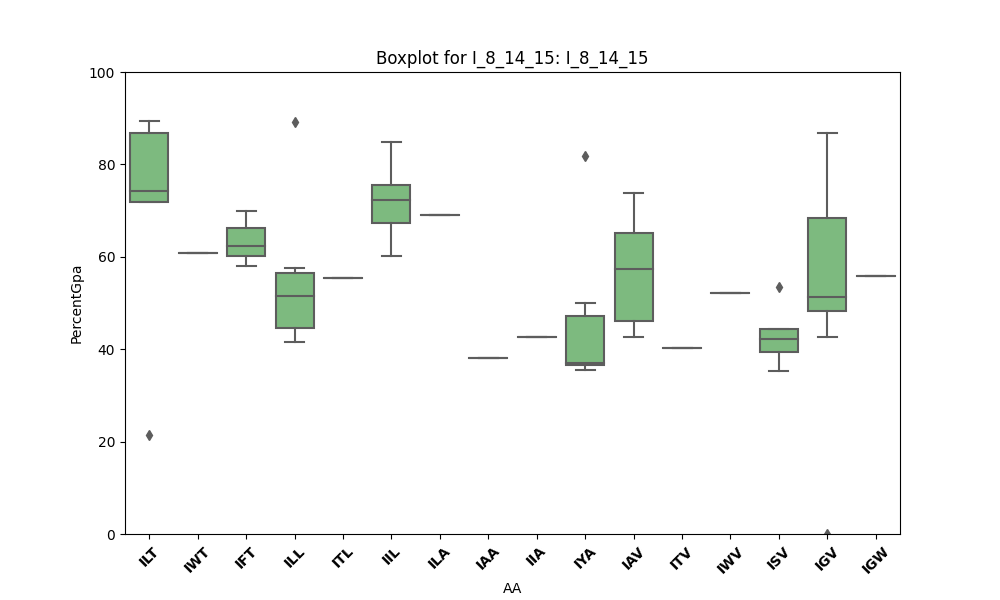 Boxplot for I_8_14_15: I_8_14_15
100
80
60
40
20
0
PercentGpa
ILT IWT IFT ILL ITL IIL ILA IAA IIA IYA IAV ITV IWV ISV IGV IGW
AA